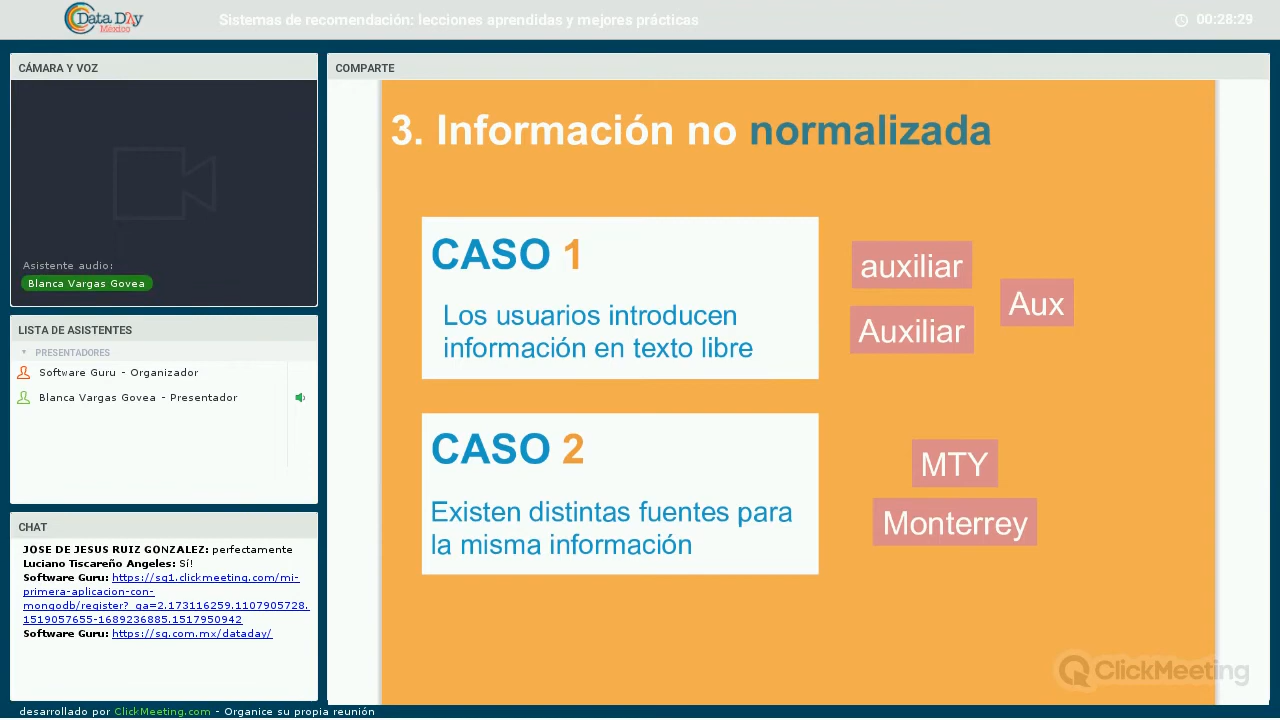 Data Day
México
Sistemas de recomendación: lecciones aprendidas y mejores prácticas
00:28:29
CÁMARA Y VOZ
Asistente audio:
Blanca Vargas Govea
LISTA DE ASISTENTES
PRESENTADORES
Software Guru - Organizador
Blanca Vargas Govea - Presentador
CHAT
JOSE DE JESUS RUIZ GONZALEZ: perfectamente
Luciano Tiscareño Angeles: Sí!
Software Guru: https://sg1.clickmeeting.com/mi-
primera-aplicacion-con-
mongodb/register?_ga=2.173116259.1107905728.
1519057655-1689236885.1517950942
Software Guru: https://sg.com.mx/dataday/
COMPARTE
3. Información no normalizada
CASO 1
Los usuarios introducen
información en texto libre
auxiliar
Aux
Auxiliar
CASO 2
Existen distintas fuentes para
la misma información
MTY
Monterrey
ClickMeeting
desarrollado por ClickMeeting.com - Organice su propia reunión